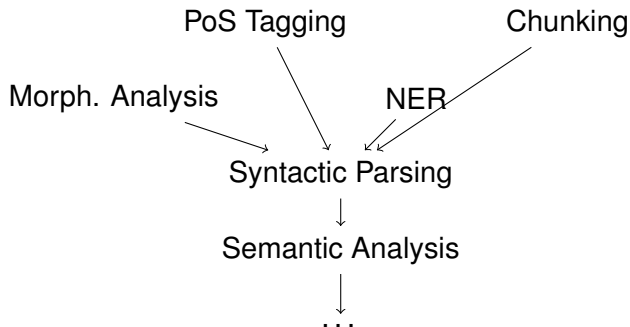 PoS Tagging
Chunking
Morph. Analysis
NER
Syntactic Parsing
Semantic Analysis
...